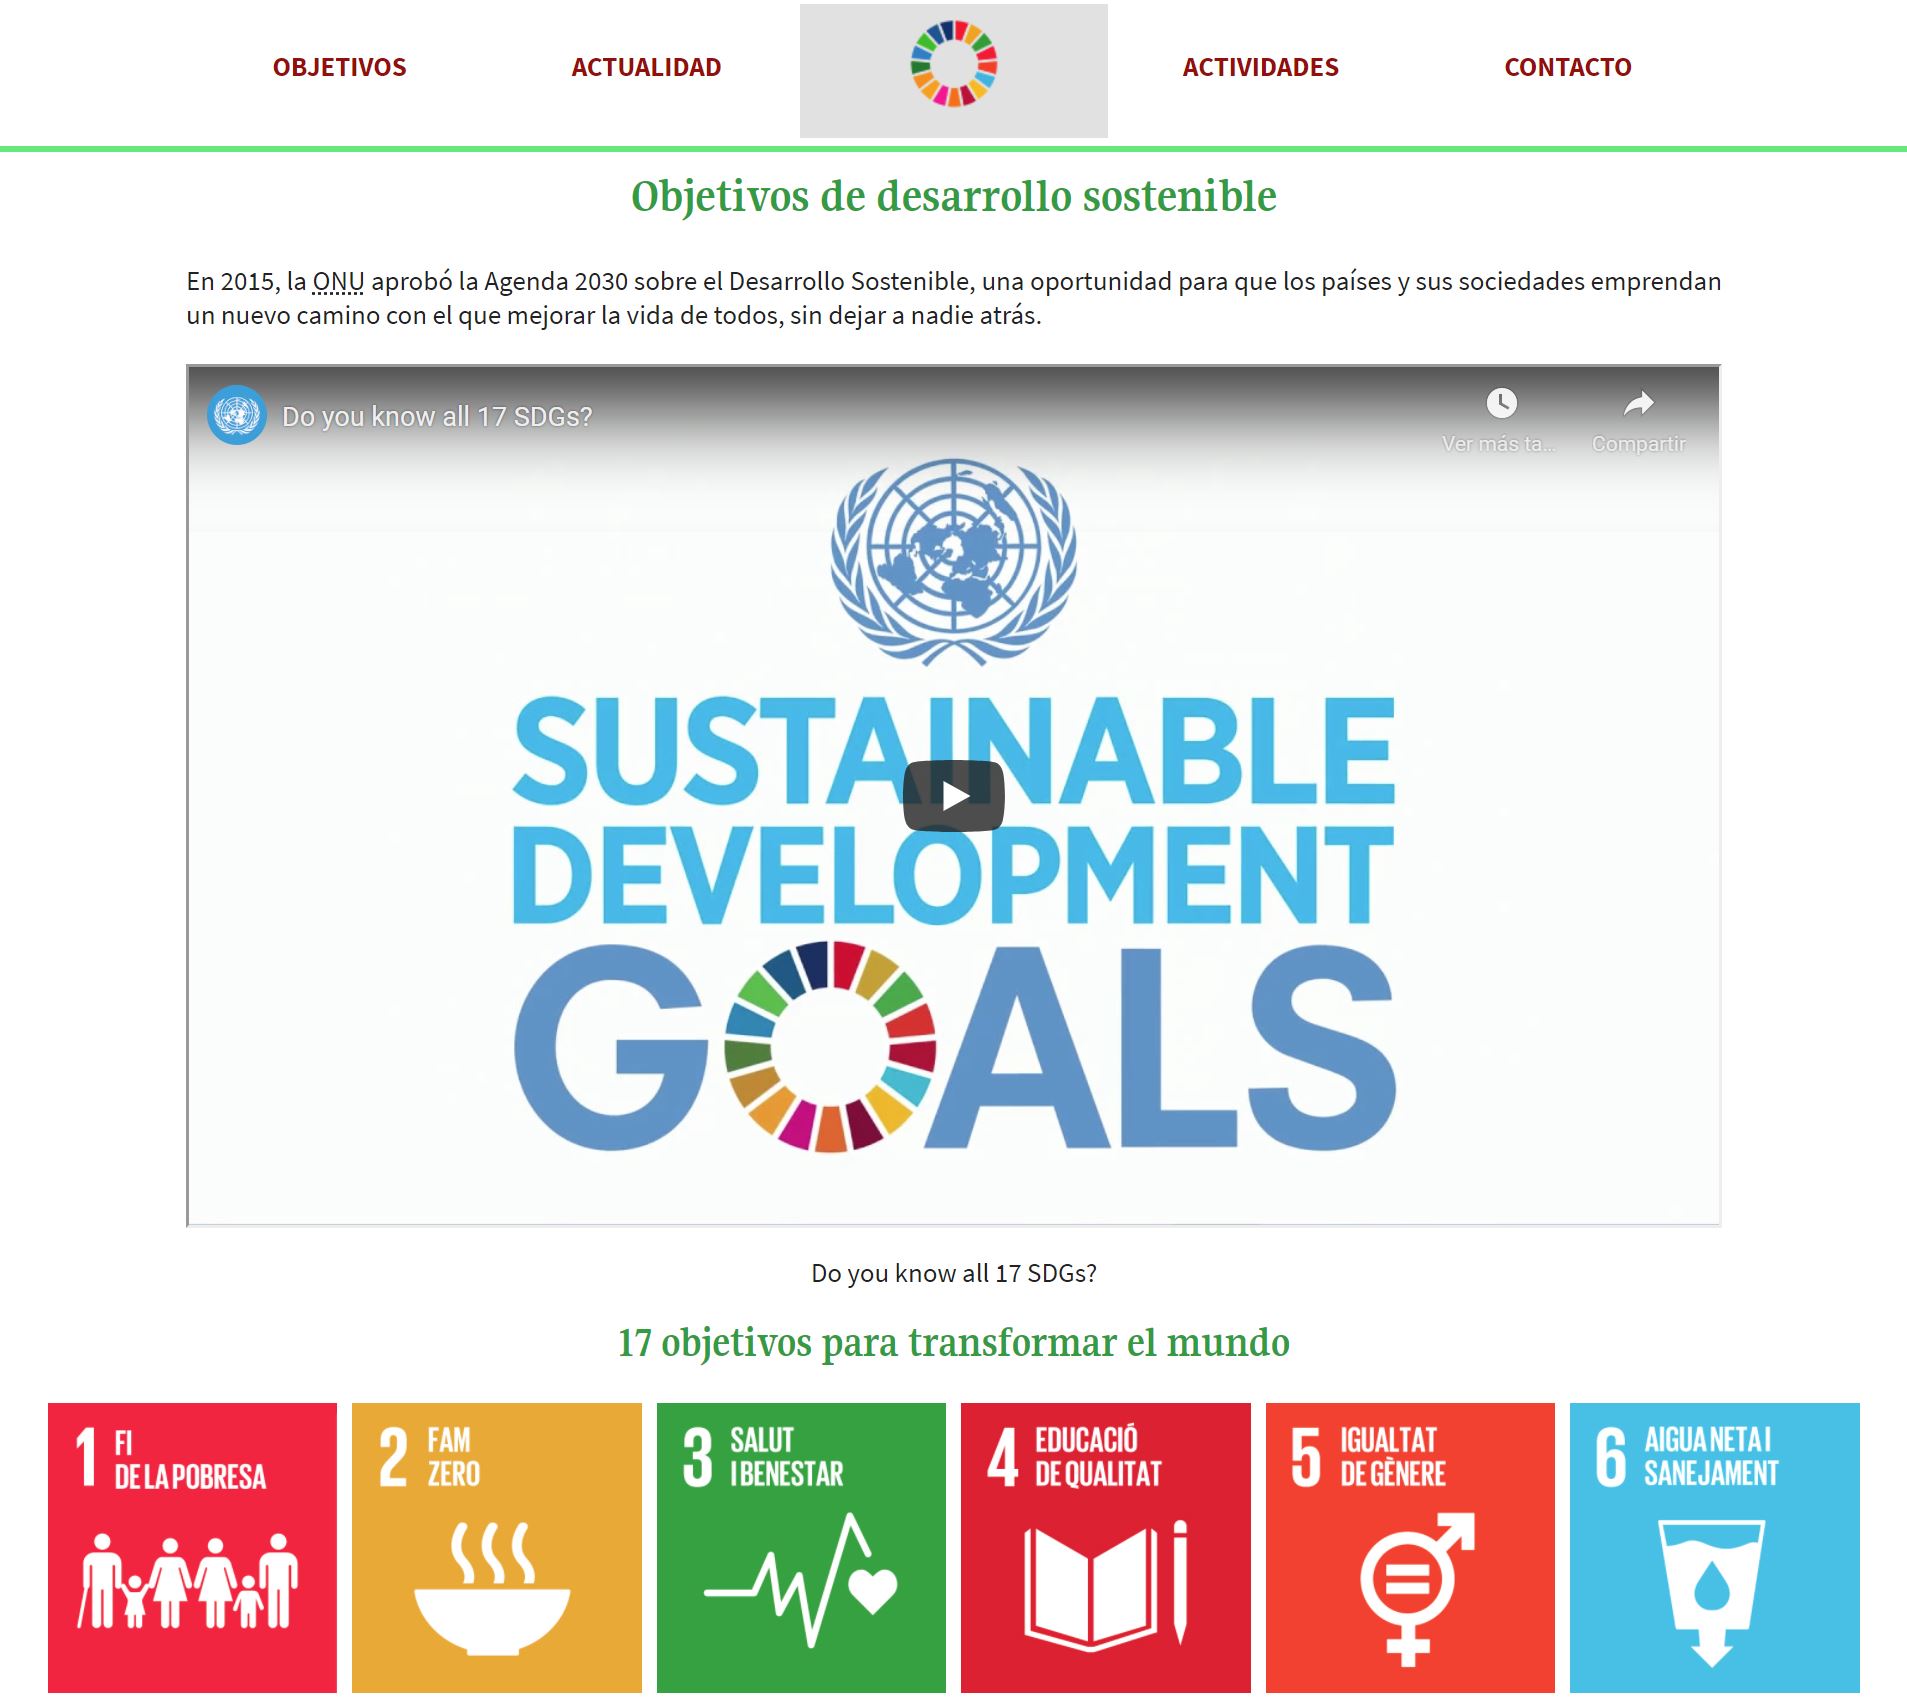 OBJETIVOS
ACTUALIDAD
ACTIVIDADES
CONTACTO
Objetivos de desarrollo sostenible
En 2015, la ONU aprobó la Agenda 2030 sobre el Desarrollo Sostenible, una oportunidad para que los países y sus sociedades emprendan
un nuevo camino con el que mejorar la vida de todos, sin dejar a nadie atrás.
Do you know all 17 SDGs?
Ver más ta...
Compartir
SUSTAINABLE
DEVELOPMENT
GOALS
Do you know all 17 SDGs?
17 objetivos para transformar el mundo
1 FI
DE LA POBRESA
2 FAM
ZERO
3 SALUT
I BENESTAR
4 EDUCACIÓ
DE QUALITAT
5 IGUALTAT
DE GÈNERE
6 AIGUA NETA I
SANEJAMENT